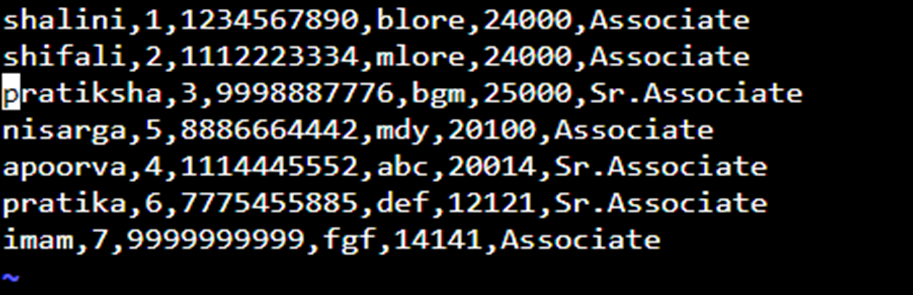 shalini,1,1234567890,blore,24000,Associate
shifali,2,1112223334,mlore,24000,Associate
pratiksha,3,9998887776,bgm,25000,Sr.Associate
nisarga,5,8886664442,mdy,20100,Associate
apoorva,4,1114445552,abc,20014,Sr.Associate
pratika,6,7775455885,def,12121,Sr.Associate
imam,7,9999999999,fgf,14141,Associate
~